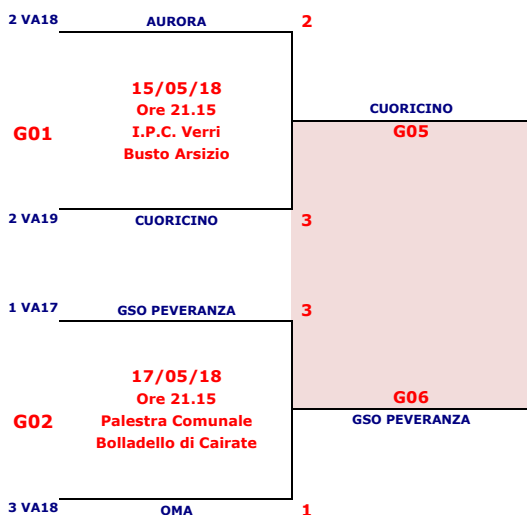 2 VA18
AURORA
2
15/05/18
Ore 21.15
I.P.C. Verri
Busto Arsizio
G01
CUORICINO
G05
2 VA19
CUORICINO
3
1 VA17
GSO PEVERANZA
3
17/05/18
Ore 21.15
Palestra Comunale
Bolladello di Cairate
G02
G06
GSO PEVERANZA
3 VA18
OMA
1